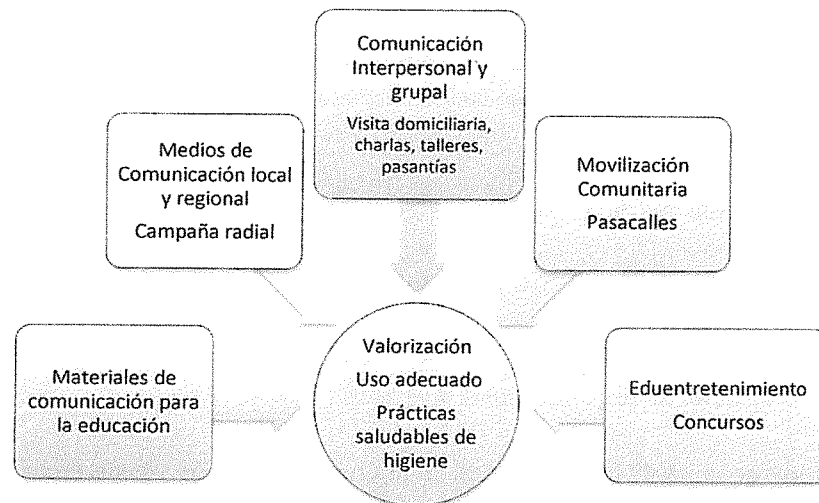 Comunicación
Interpersonal y
grupal
Visita domiciliaria,
charlas, talleres,
pasantías
Medios de
Comunicación local
y regional
Campaña radial
Movilización
Comunitaria
Pasacalles
Materiales de
comunicación para
la educación
Valorización
Uso adecuado
Prácticas
saludables de
higiene
Eduentretenimiento
Concursos